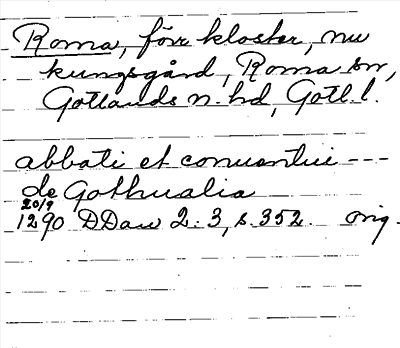 Roma, förr kloster, nu
kungsgård, Roma sn,
Gotlands n. hd, Gotl. l.
abbati et conuentui ---
de Gothualia
20/9
1290 DDan 2. 3, s. 352. orig.